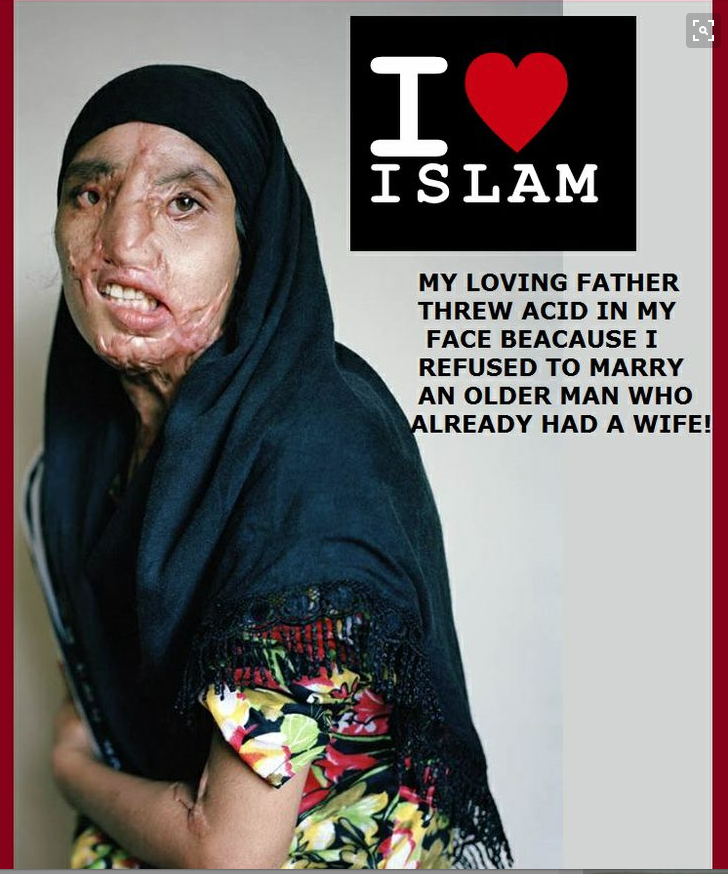 I
ISLAM
MY LOVING FATHER
THREW ACID IN MY
FACE BEACAUSE I
REFUSED TO MARRY
AN OLDER MAN WHO
ALREADY HAD A WIFE!